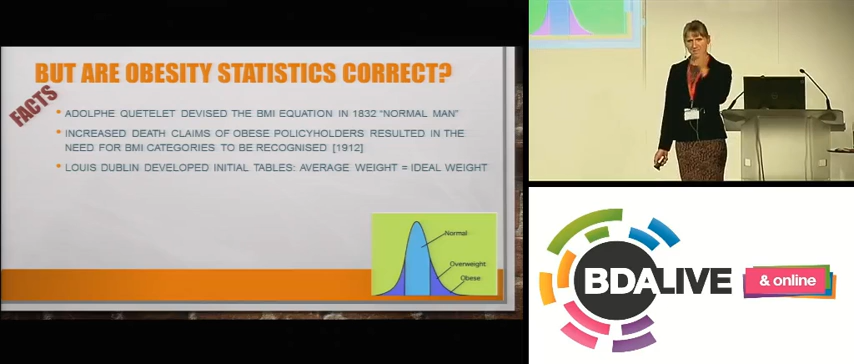 BUT ARE OBESITY STATISTICS CORRECT?
FACTS
• ADOLPHE QUETELET DEVISED THE BMI EQUATION IN 1832 “NORMAL MAN”
• INCREASED DEATH CLAIMS OF OBESE POLICYHOLDERS RESULTED IN THE
NEED FOR BMI CATEGORIES TO BE RECOGNISED [1912]
• LOUIS DUBLIN DEVELOPED INITIAL TABLES: AVERAGE WEIGHT = IDEAL WEIGHT
Normal
Overweight
Obese
BDALIVE & online